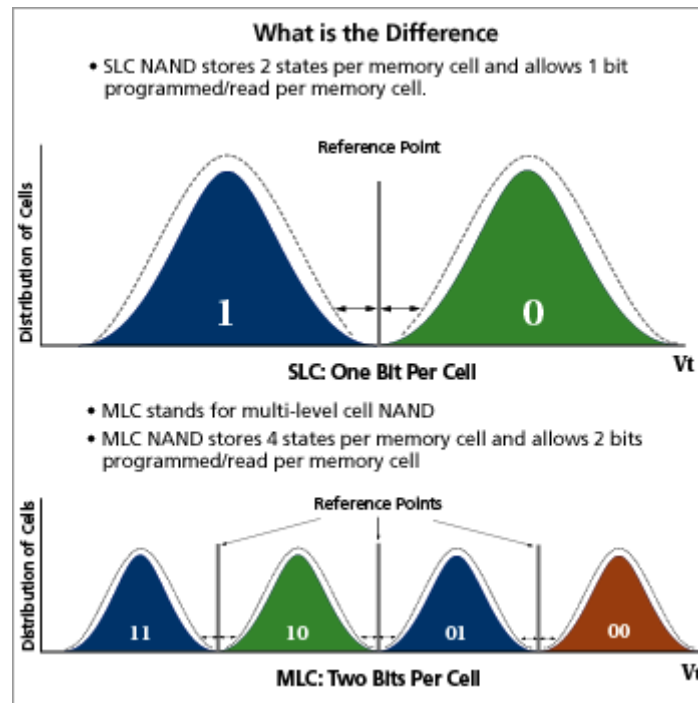 What is the Difference
• SLC NAND stores 2 states per memory cell and allows 1 bit
programmed/read per memory cell.
Reference Point
Distribution of Cells
1
0
Vt
SLC: One Bit Per Cell
• MLC stands for multi-level cell NAND
• MLC NAND stores 4 states per memory cell and allows 2 bits
programmed/read per memory cell
Reference Points
Distribution of Cells
11
10
01
00
Vt
MLC: Two Bits Per Cell